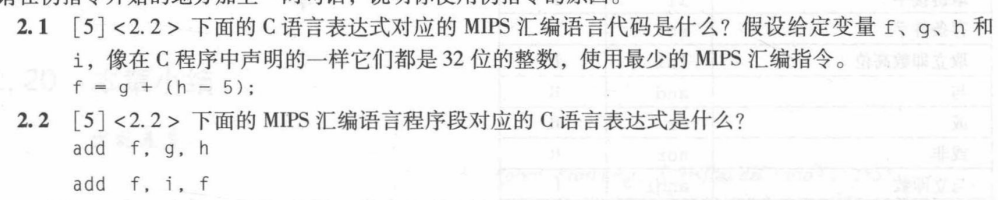 2.1 [5]<2.2> 下面的 C 语言表达式对应的 MIPS 汇编语言代码是什么？假设给定变量 f、g、h 和
i，像在 C 程序中声明的一样它们都是 32 位的整数，使用最少的 MIPS 汇编指令。
f = g + (h - 5);
2.2 [5]<2.2> 下面的 MIPS 汇编语言程序段对应的 C 语言表达式是什么？
add f, g, h
add f, i, f